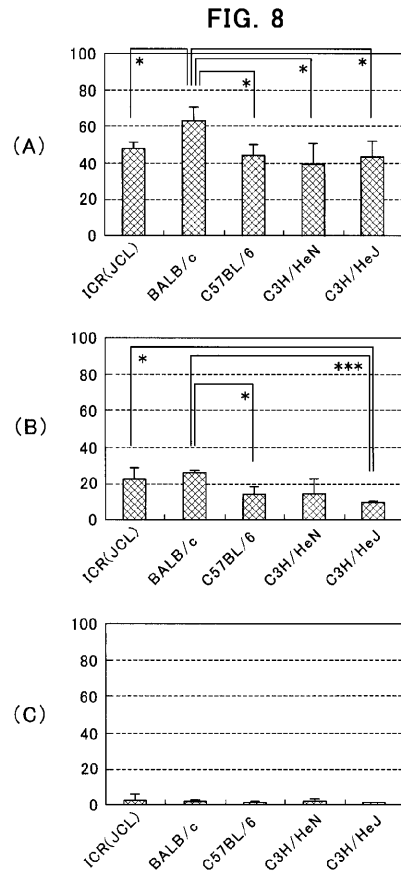 FIG. 8
(A)
100
80
60
40
20
0
* * * *
ICR(JCL) BALB/c C57BL/6 C3H/HeN C3H/HeJ
(B)
100
80
60
40
20
0
* * ***
ICR(JCL) BALB/c C57BL/6 C3H/HeN C3H/HeJ
(C)
100
80
60
40
20
0
ICR(JCL) BALB/c C57BL/6 C3H/HeN C3H/HeJ